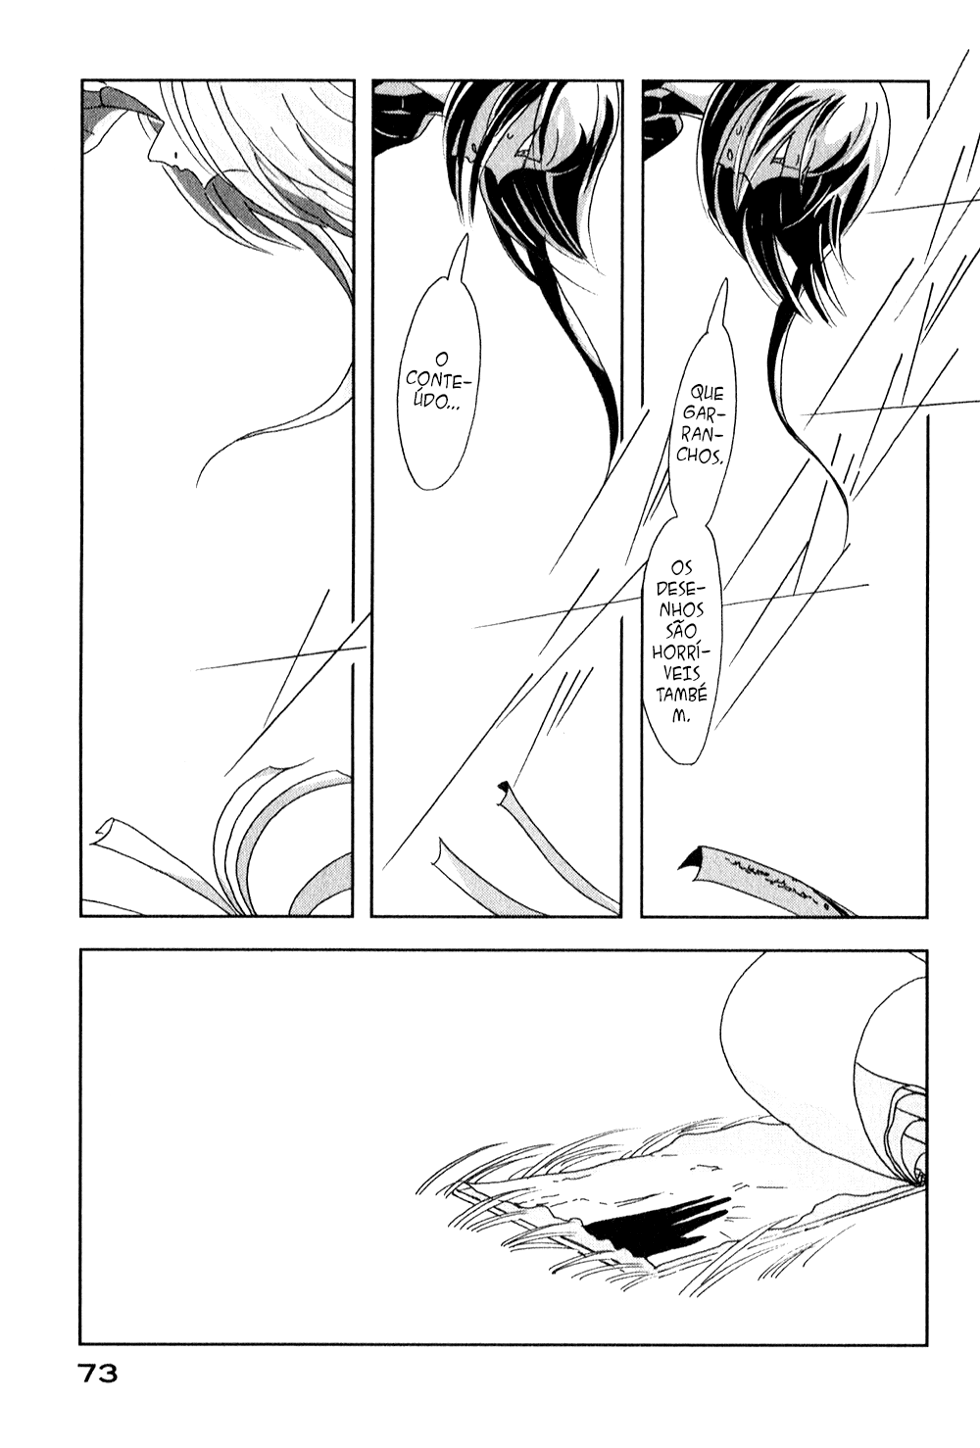 QUE
GAR-
RAN-
CHOS.
OS
DESE-
NHOS
SÃO
HORRÍ-
VEIS
TAMBÉ
M.
O
CONTE-
ÚDO...
73